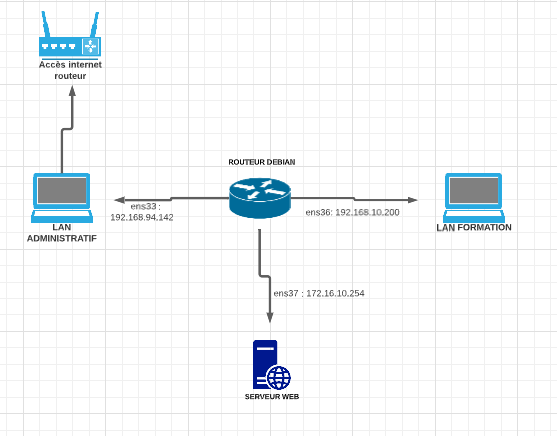 Accès internet
routeur
ROUTEUR DEBIAN
ens33 :
192.168.94.142
ens36: 192.168.10.200
LAN
ADMINISTRATIF
LAN FORMATION
ens37 : 172.16.10.254
SERVEUR WEB